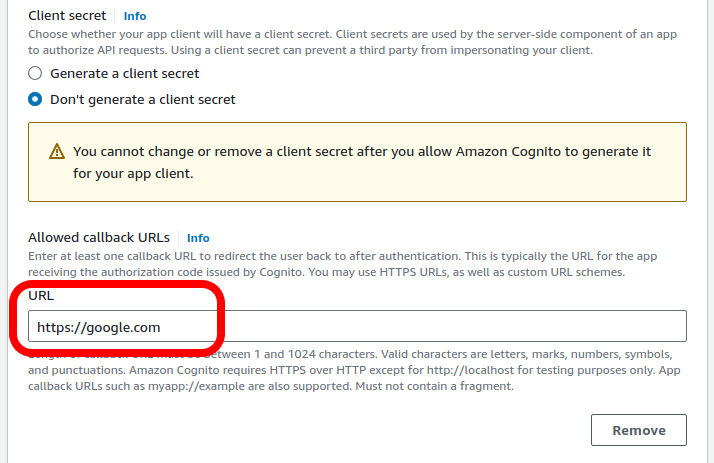 Client secret Info
Choose whether your app client will have a client secret. Client secrets are used by the server-side component of an app
to authorize API requests. Using a client secret can prevent a third party from impersonating your client.
Generate a client secret
Don't generate a client secret
You cannot change or remove a client secret after you allow Amazon Cognito to generate it
for your app client.
Allowed callback URLs Info
Enter at least one callback URL to redirect the user back to after authentication. This is typically the URL for the app
receiving the authorization code issued by Cognito. You may use HTTPS URLs, as well as custom URL schemes.
URL
https://google.com
between 1 and 1024 characters. Valid characters are letters, marks, numbers, symbols,
and punctuations. Amazon Cognito requires HTTPS over HTTP except for http://localhost for testing purposes only. App
callback URLs such as myapp://example are also supported. Must not contain a fragment.
Remove